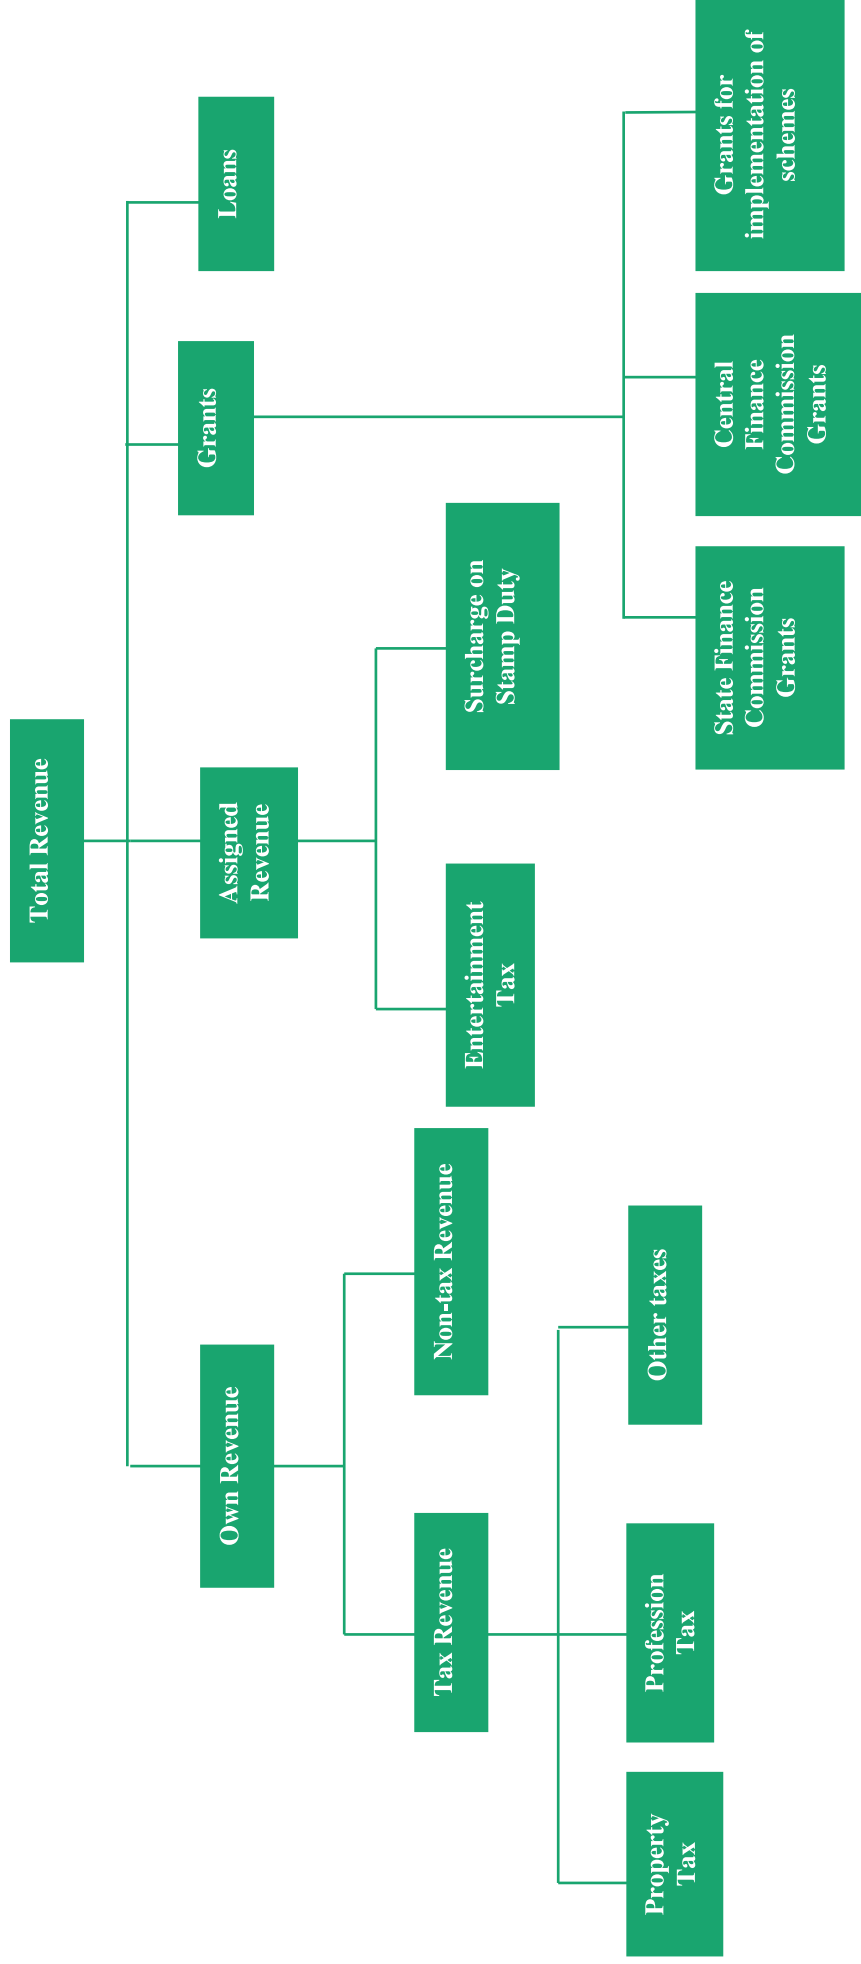 Total Revenue
Own Revenue
Assigned
Revenue
Grants
Loans
Tax Revenue
Non-tax Revenue
Entertainment
Tax
Surcharge on
Stamp Duty
Property
Tax
Profession
Tax
Other taxes
State Finance
Commission
Grants
Central
Finance
Commission
Grants
Grants for
implementation of
schemes